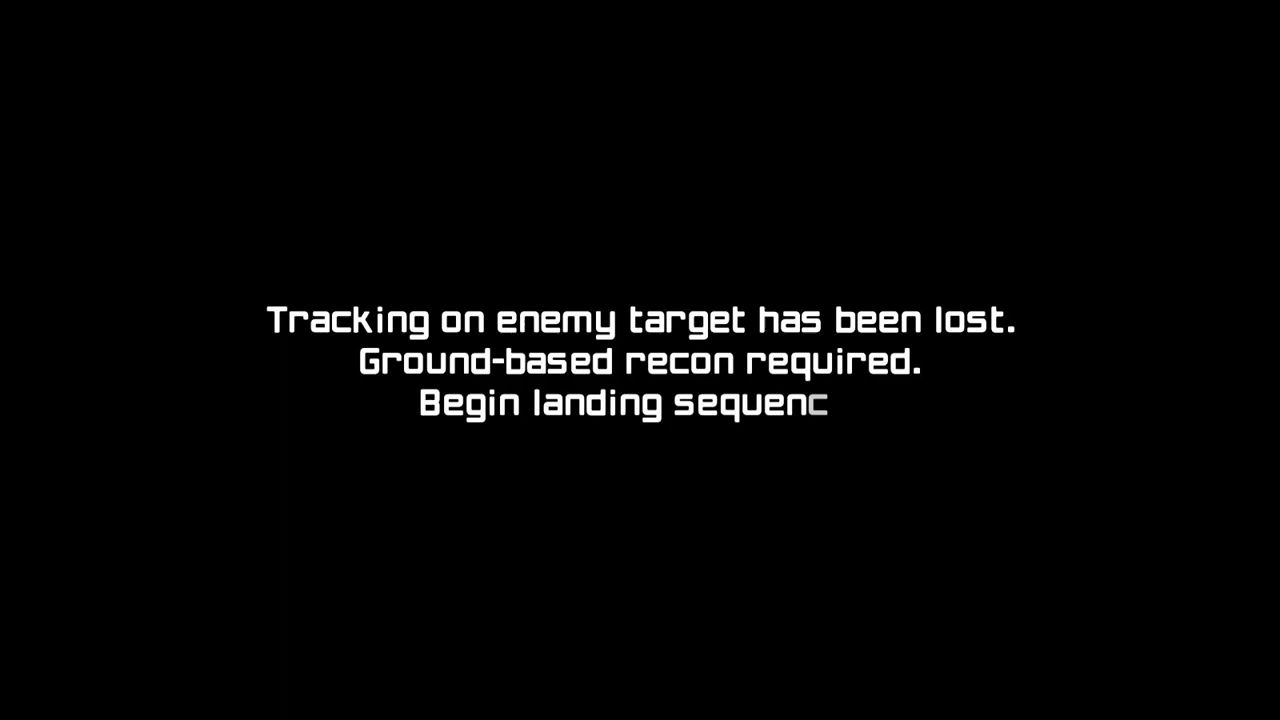 Tracking on enemy target has been lost.
Ground-based recon required.
Begin landing sequenc